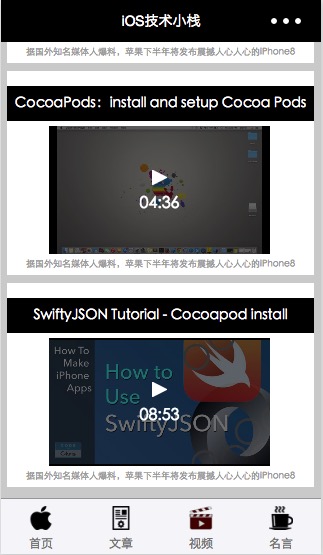 iOS技术小栈
据国外知名媒体人爆料，苹果下半年将发布震撼人心人心的iPhone8
CocoaPods：install and setup Cocoa Pods
04:36
据国外知名媒体人爆料，苹果下半年将发布震撼人心人心的iPhone8
SwiftyJSON Tutorial - Cocoapod install
How To
Make
iPhone
Apps
How to
Use
SwiftyJSON
08:53
据国外知名媒体人爆料，苹果下半年将发布震撼人心人心的iPhone8
首页 文章 视频 名言